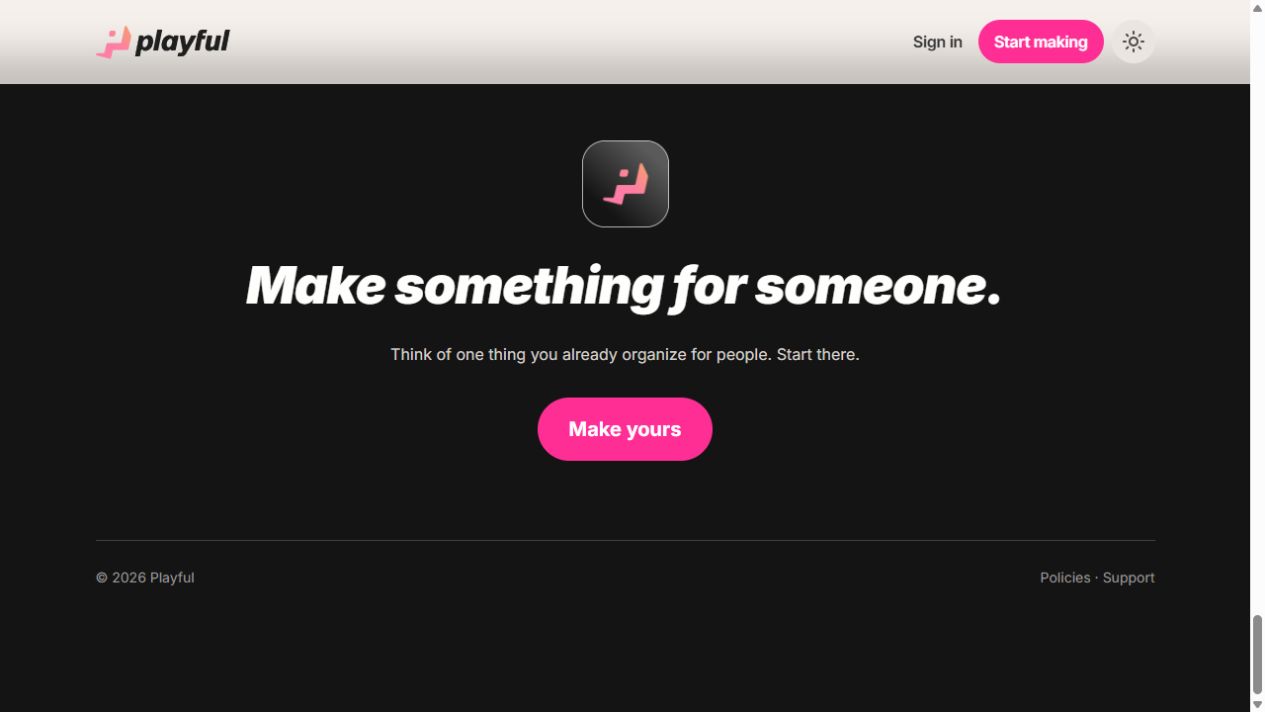 playful
Sign in
Start making
Make something for someone.
Think of one thing you already organize for people. Start there.
Make yours
© 2026 Playful
Policies · Support